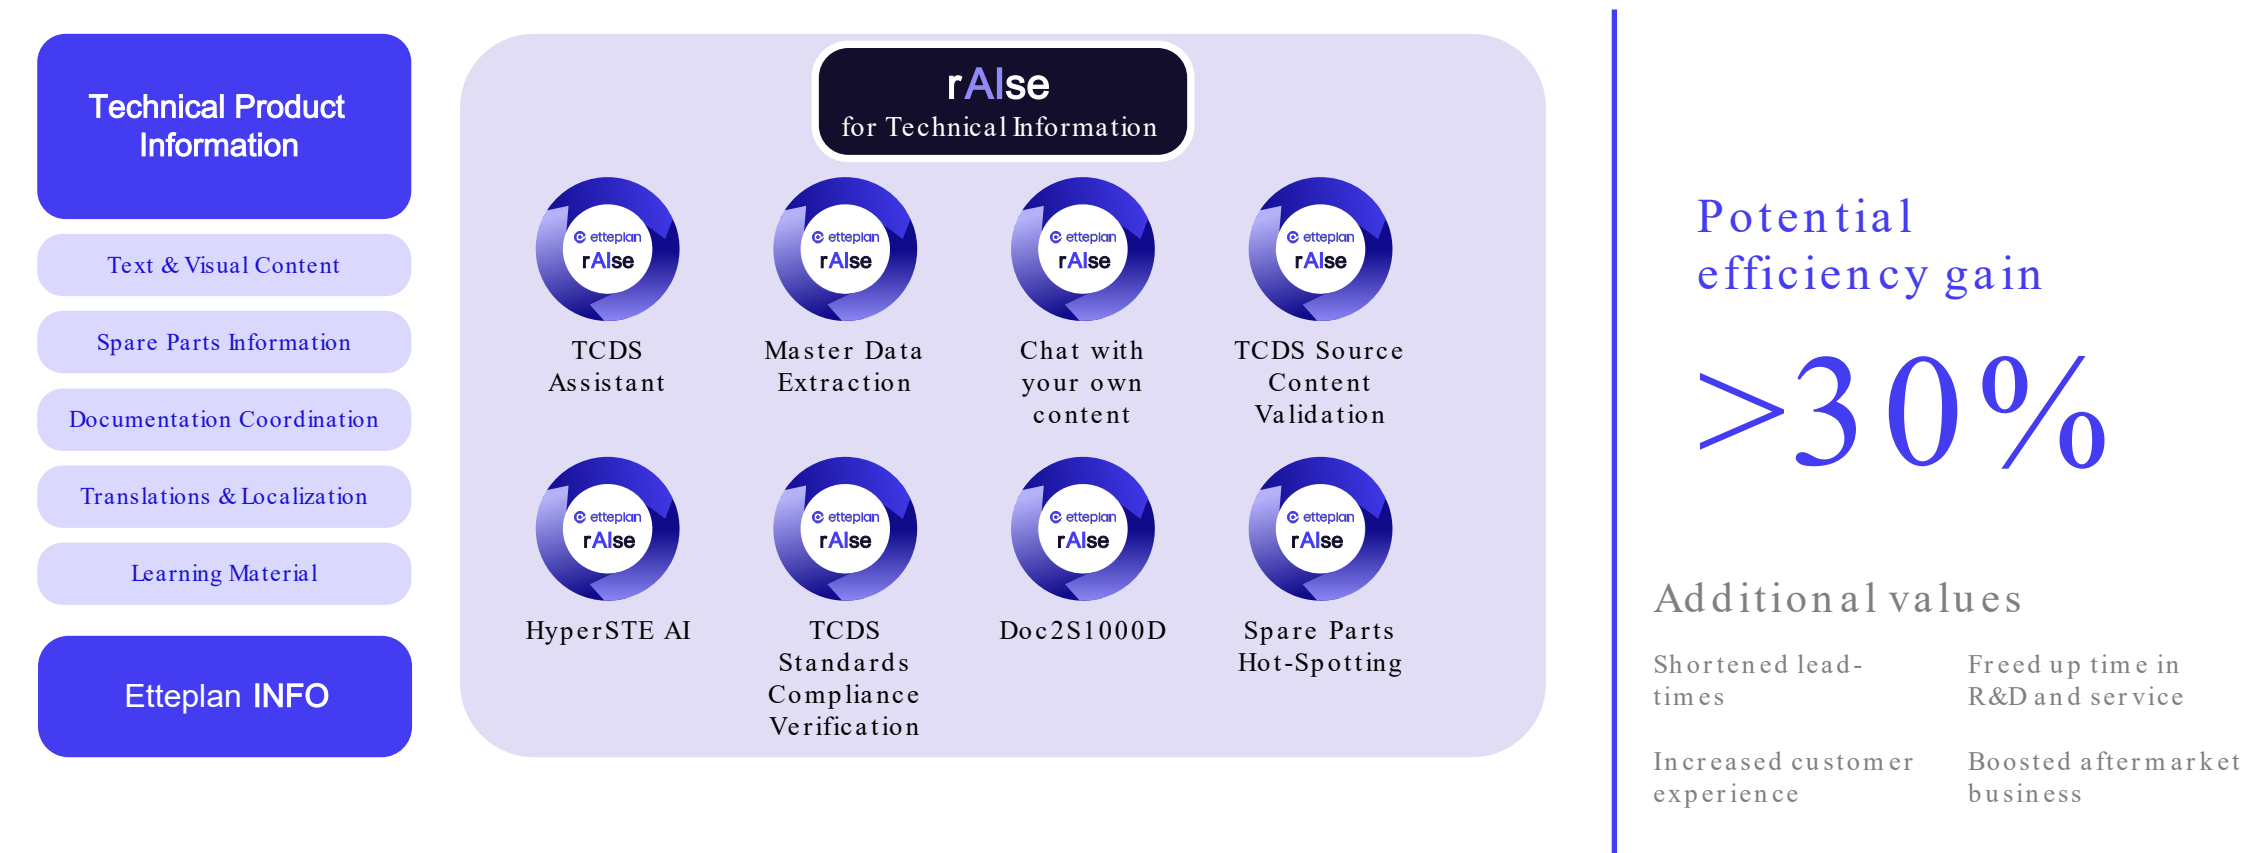 Technical Product
Information
Text & Visual Content
Spare Parts Information
Documentation Coordination
Translations & Localization
Learning Material
Etteplan INFO
rAIse
for Technical Information
etteplan
rAIse
TCDS
Assistant
etteplan
rAIse
Master Data
Extraction
etteplan
rAIse
Chat with
your own
content
etteplan
rAIse
TCDS Source
Content
Validation
etteplan
rAIse
HyperSTE AI
etteplan
rAIse
TCDS
Standards
Compliance
Verification
etteplan
rAIse
Doc2S1000D
etteplan
rAIse
Spare Parts
Hot-Spotting
Potential
efficiency gain
>30%
Additional values
Shortened lead-
times
Freed up time in
R&D and service
Increased customer
experience
Boosted aftermarket
business